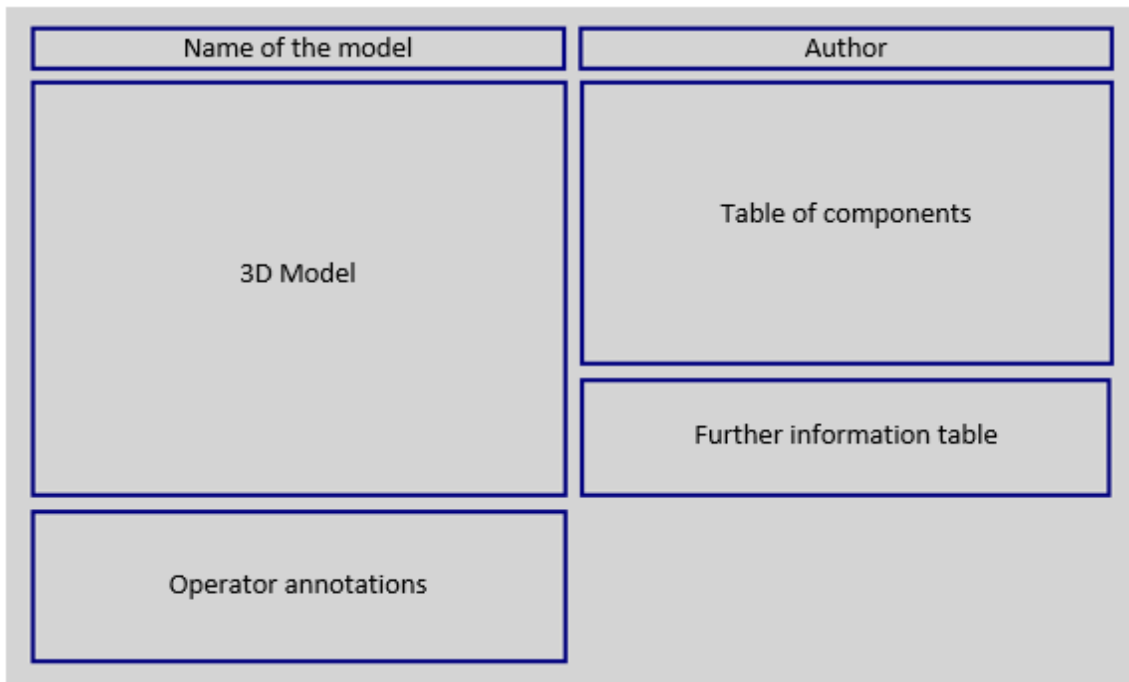 Name of the model
Author
3D Model
Table of components
Further information table
Operator annotations